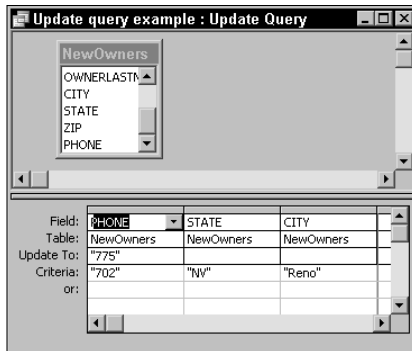 Update query example : Update Query
NewOwners
OWNERLASTN
CITY
STATE
ZIP
PHONE
Field: PHONE STATE CITY
Table: NewOwners NewOwners NewOwners
Update To: "775"
Criteria: "702" "NV" "Reno"
or: